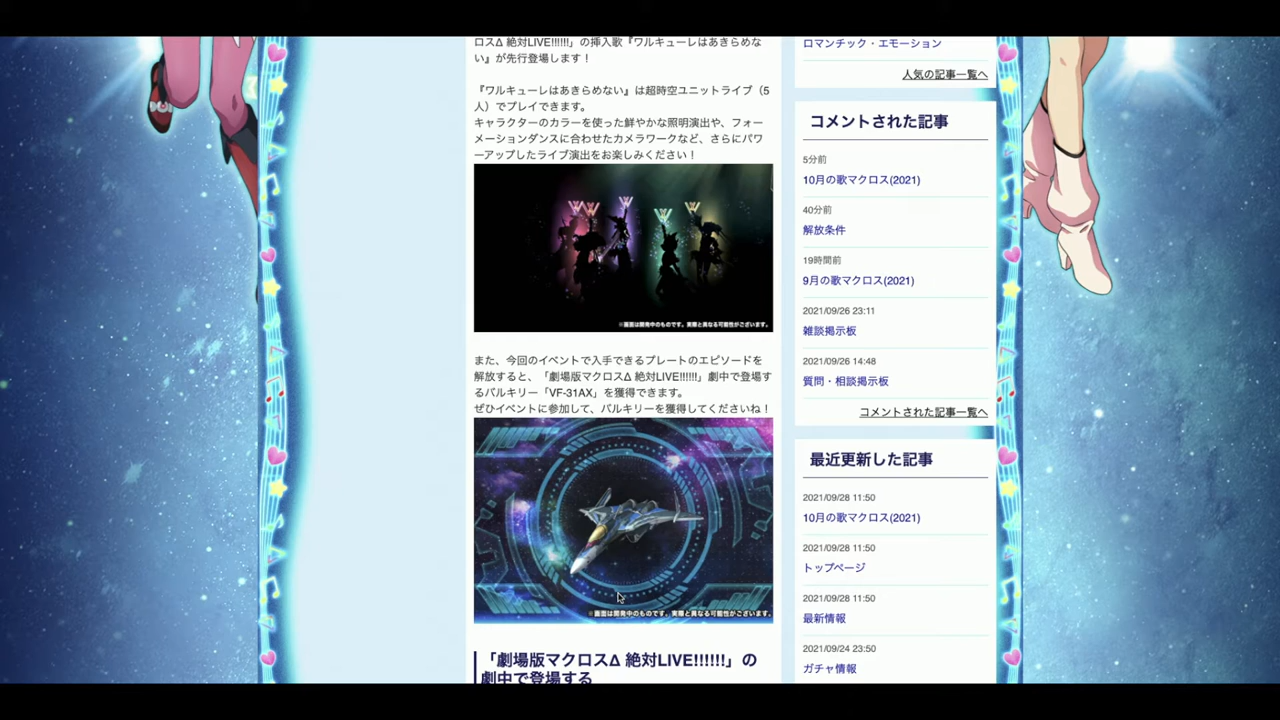 ロスΔ 絶対LIVE!!!!!!」の挿入歌『ワルキューレはあきらめな
い』が先行登場します！
『ワルキューレはあきらめない』は超時空ユニットライブ（5
人）でプレイできます。
キャラクターのカラーを使った鮮やかな照明演出や、フォー
メーションダンスに合わせたカメラワークなど、さらにパワ
ーアップしたライブ演出をお楽しみください！
※画面は開発中のものです。実際と異なる可能性がございます。
また、今回のイベントで入手できるプレートのエピソードを
解放すると、「劇場版マクロスΔ 絶対LIVE!!!!!!」劇中で登場す
るバルキリー「VF-31AX」を獲得できます。
ぜひイベントに参加して、バルキリーを獲得してくださいね！
※画面は開発中のものです。実際と異なる可能性がございます。
「劇場版マクロスΔ 絶対LIVE!!!!!!」の
劇中で登場する
ロマンチック・エモーション
人気の記事一覧へ
コメントされた記事
5分前
10月の歌マクロス(2021)
40分前
解放条件
19時間前
9月の歌マクロス(2021)
2021/09/26 23:11
雑談掲示板
2021/09/26 14:48
質問・相談掲示板
コメントされた記事一覧へ
最近更新した記事
2021/09/28 11:50
10月の歌マクロス(2021)
2021/09/28 11:50
トップページ
2021/09/28 11:50
最新情報
2021/09/24 23:50
ガチャ情報